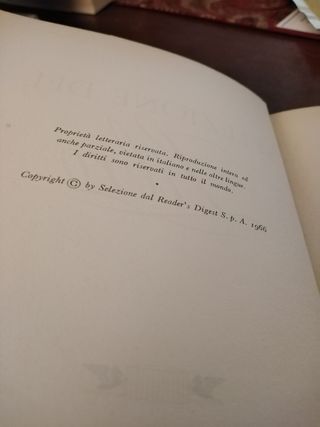 Proprietà letteraria riservata. Riproduzione intera ed
anche parziale, vietata in italiano e nelle altre lingue.
I diritti sono riservati in tutto il mondo.
Copyright © by Selezione dal Reader's Digest S. p. A. 1966